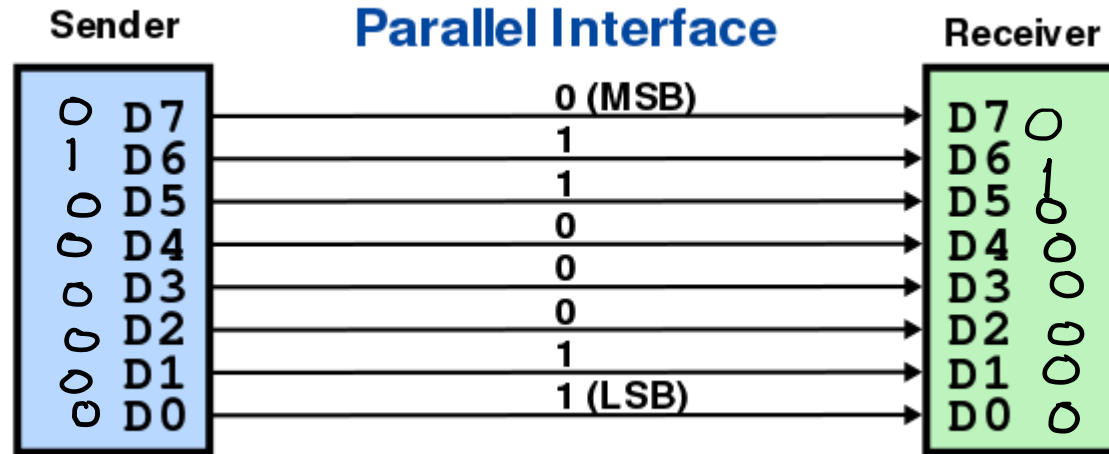 Sender Parallel Interface Receiver
0 D7 0 (MSB) D7 0
1 D6 1 D6 1
0 D5 1 D5 0
0 D4 0 D4 0
0 D3 0 D3 0
0 D2 0 D2 0
0 D1 1 D1 0
0 D0 1 (LSB) D0 0